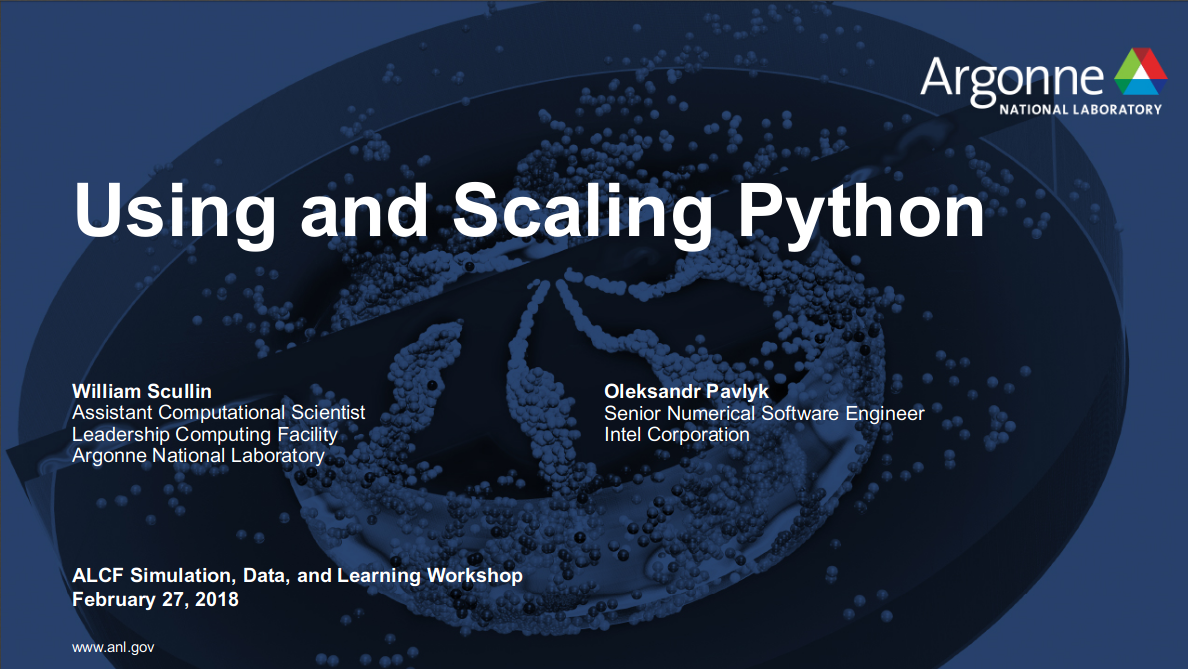 Argonne
NATIONAL LABORATORY
Using and Scaling Python
William Scullin
Assistant Computational Scientist
Leadership Computing Facility
Argonne National Laboratory
Oleksandr Pavlyk
Senior Numerical Software Engineer
Intel Corporation
ALCF Simulation, Data, and Learning Workshop
February 27, 2018
www.anl.gov